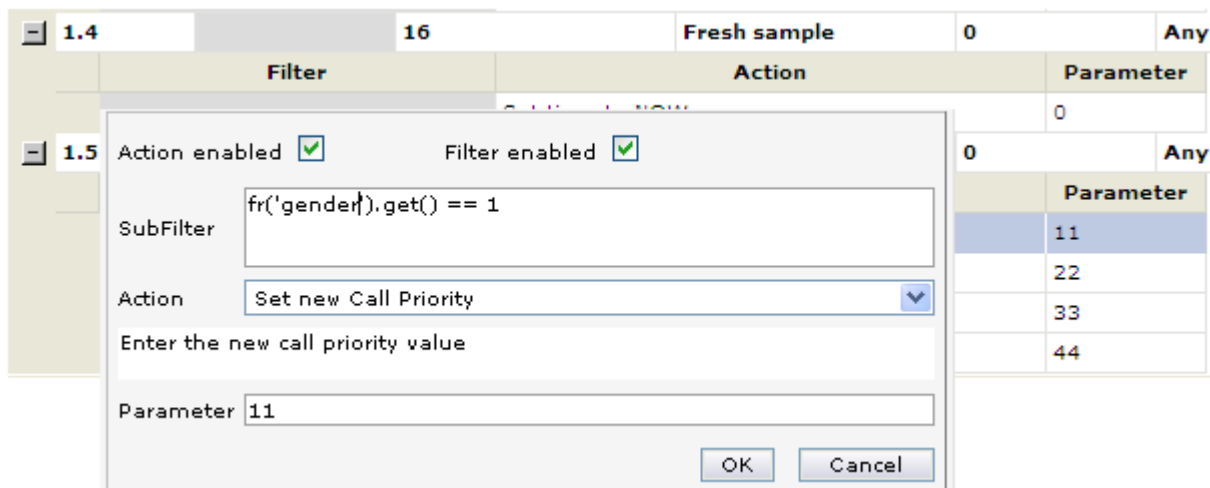 1.4 16 Fresh sample 0 Any
Filter Action Parameter
0
1.5 0 Any
Action enabled Filter enabled
Parameter
SubFilter fr('gender').get() == 1
11
22
Action Set new Call Priority
33
Enter the new call priority value
44
Parameter 11
OK Cancel